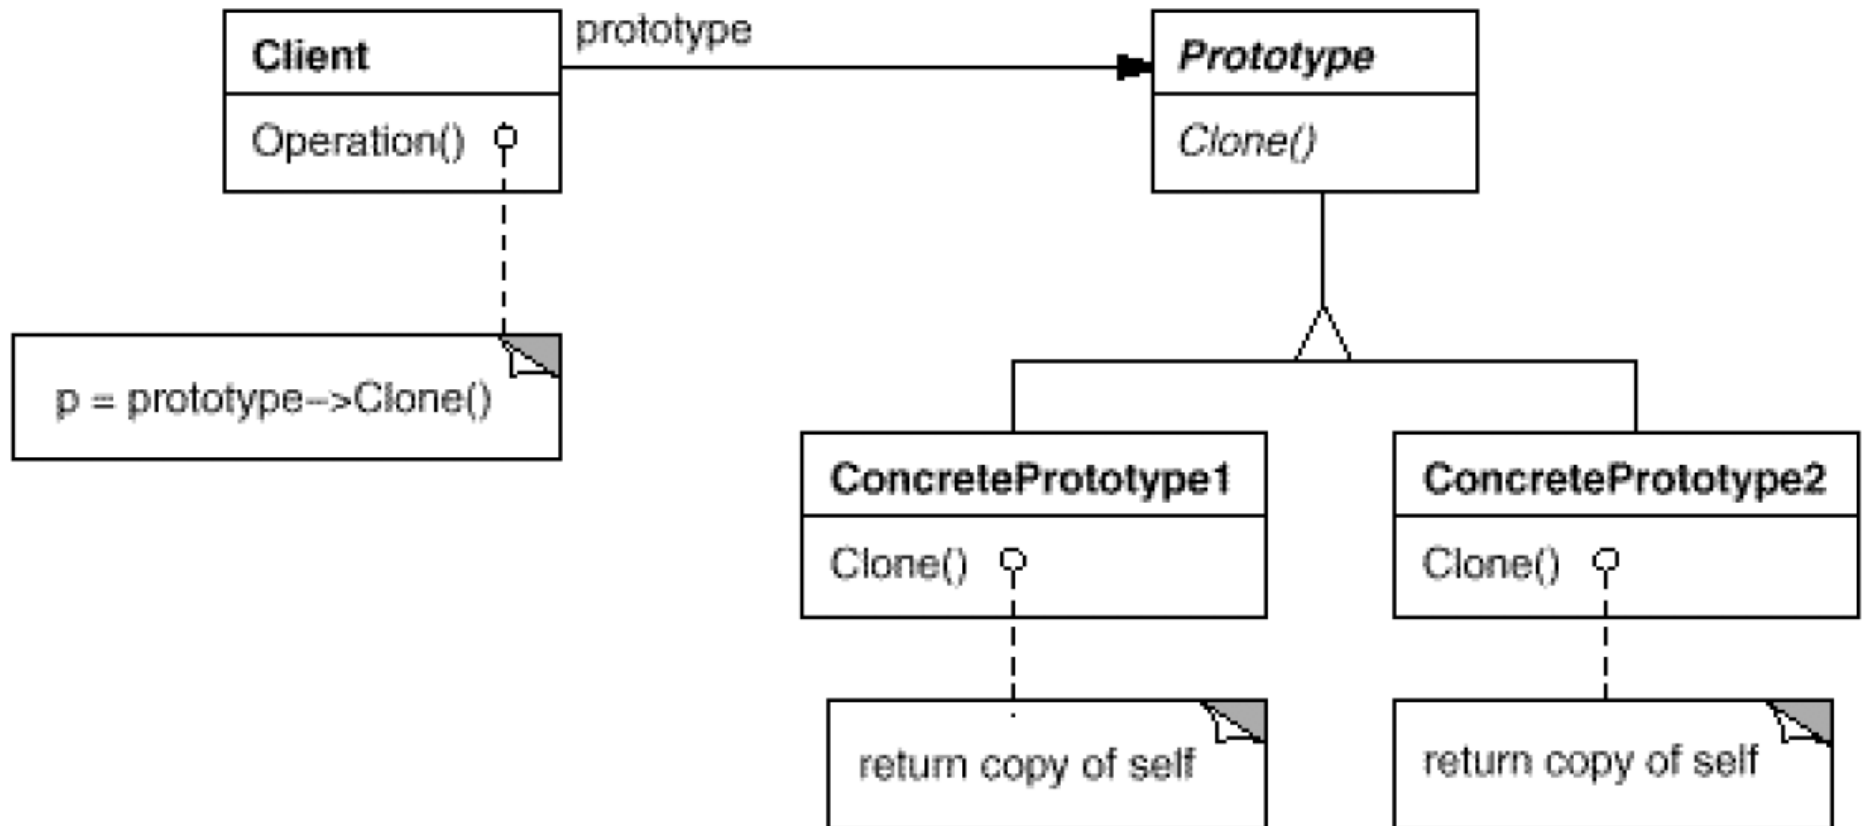 prototype
Client
Prototype
Operation()
Clone()
p = prototype–>Clone()
ConcretePrototype1
ConcretePrototype2
Clone()
Clone()
return copy of self
return copy of self